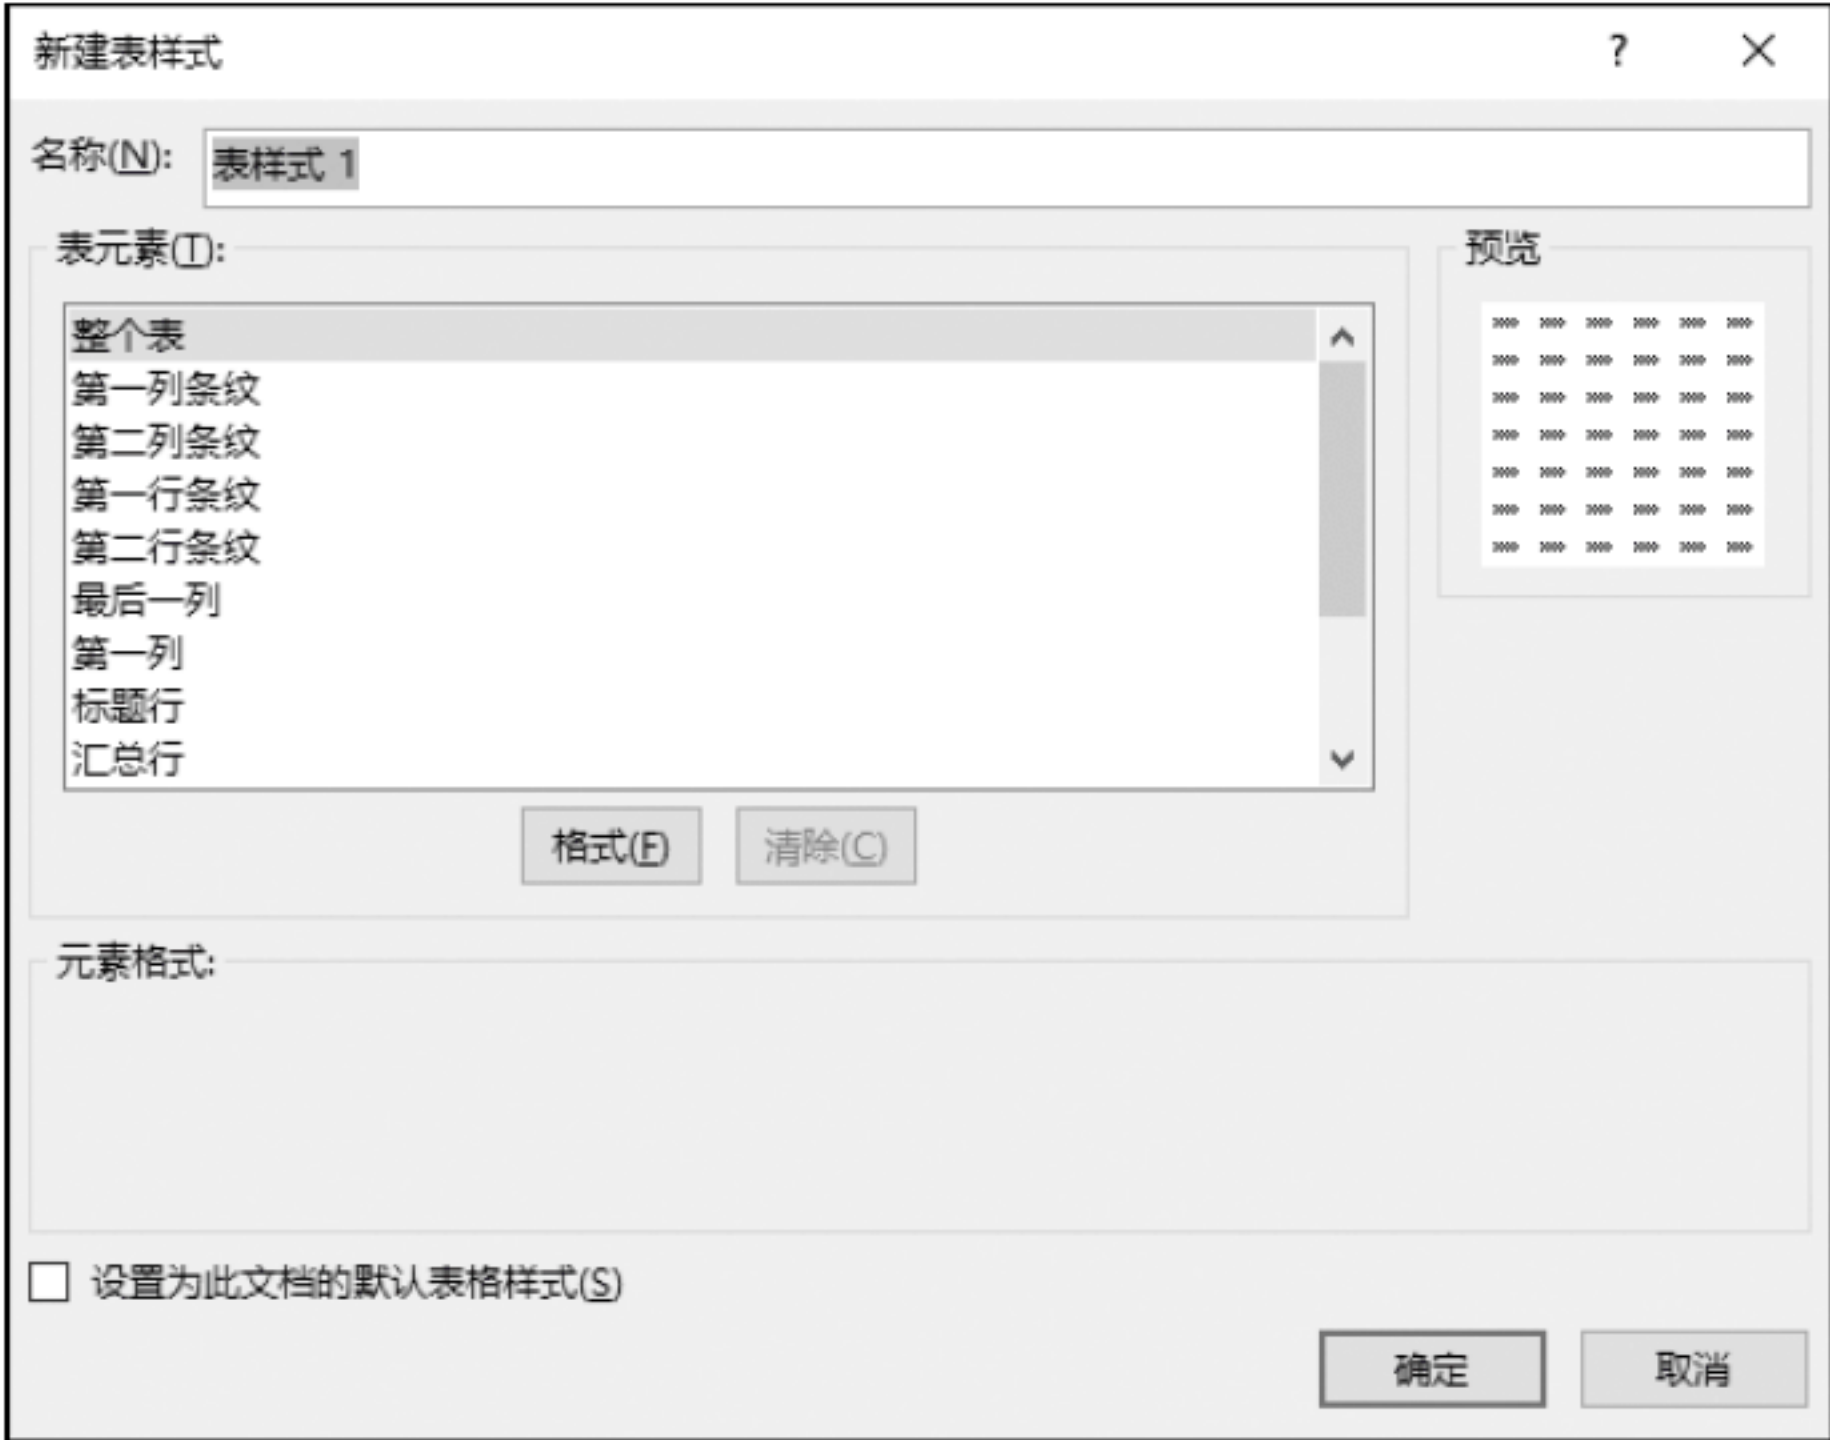 新建表样式
?
名称(N):
表样式 1
表元素(T):
预览
整个表
第一列条纹
第二列条纹
第一行条纹
第二行条纹
最后一列
第一列
标题行
汇总行
格式(F)
清除(C)
元素格式:
设置为此文档的默认表格样式(S)
确定
取消